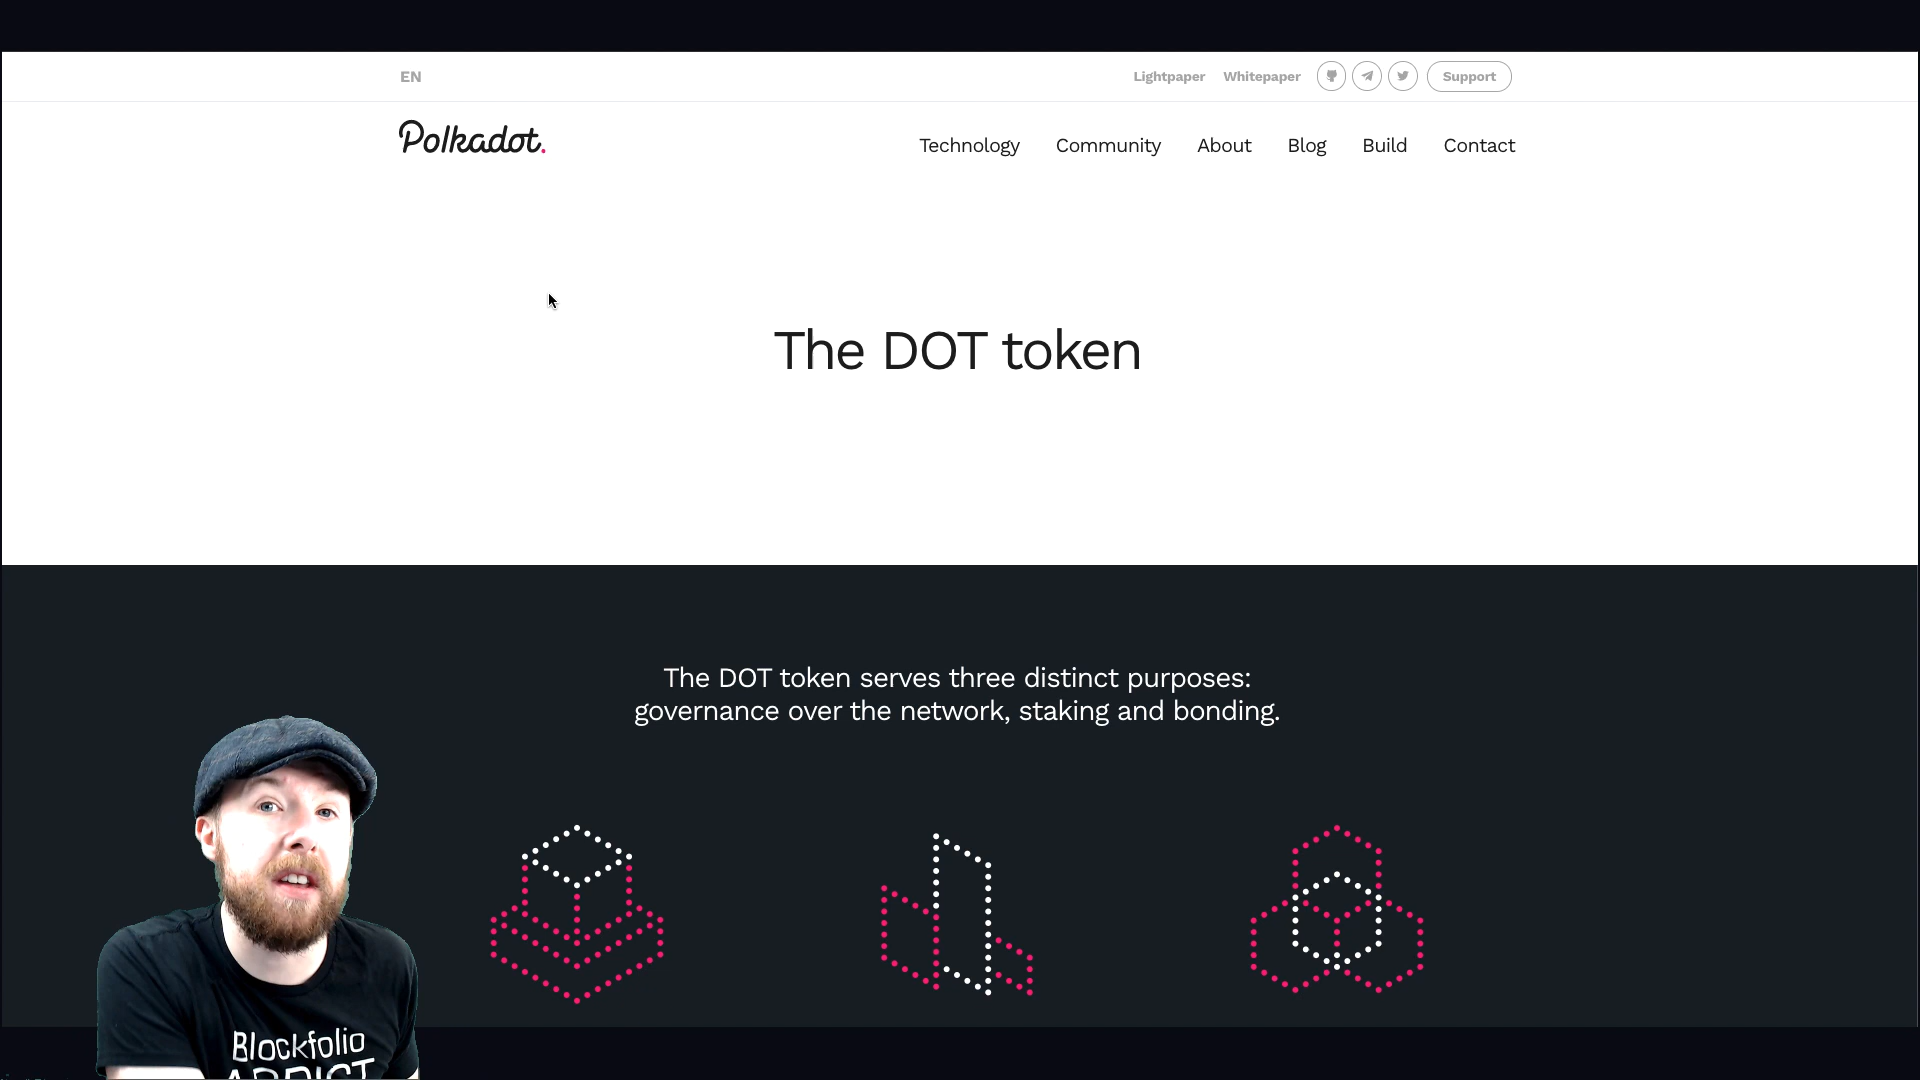 EN
Lightpaper Whitepaper Support
Polkadot.
Technology Community About Blog Build Contact
The DOT token
The DOT token serves three distinct purposes:
governance over the network, staking and bonding.
Blockfolio
ADDICT